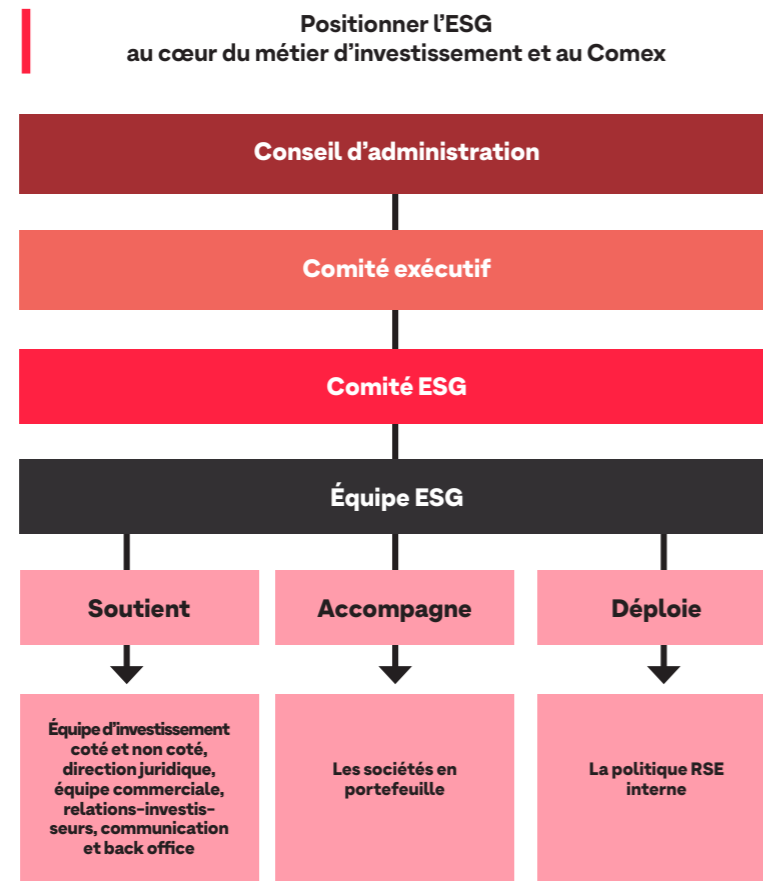 Positionner l’ESG
au cœur du métier d’investissement et au Comex
Conseil d’administration
Comité exécutif
Comité ESG
Équipe ESG
Soutient
Accompagne
Déploie
Équipe d’investissement
coté et non coté,
direction juridique,
équipe commerciale,
relations-investis-
seurs, communication
et back office
Les sociétés en
portefeuille
La politique RSE
interne